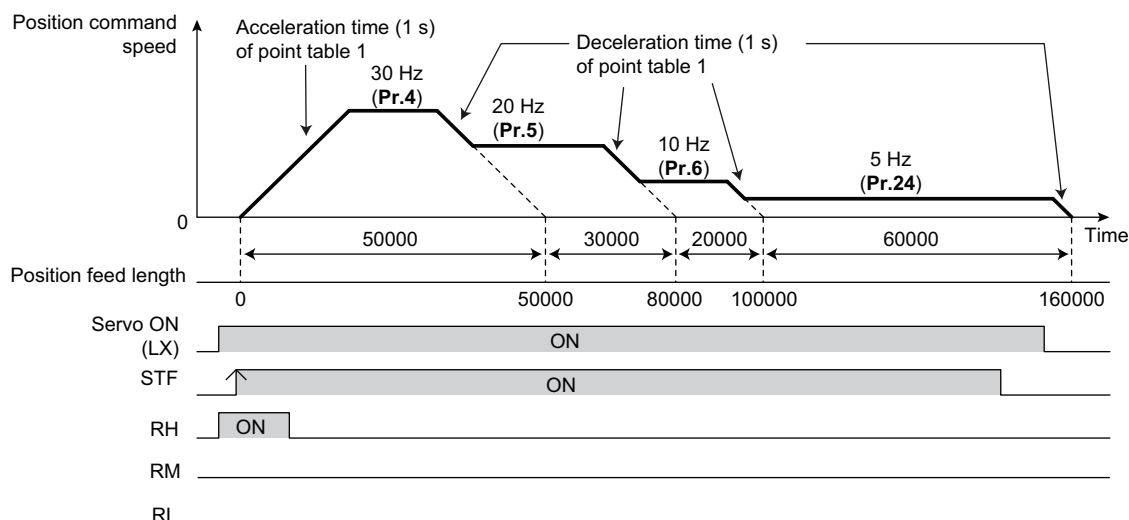 Position command
speed
Acceleration time (1 s)
of point table 1
Deceleration time (1 s)
of point table 1
30 Hz
(Pr.4)
20 Hz
(Pr.5)
10 Hz
(Pr.6)
5 Hz
(Pr.24)
0
Time
50000
30000
20000
60000
Position feed length
0
50000
80000
100000
160000
Servo ON
(LX)
ON
STF
ON
RH
ON
RM
RL